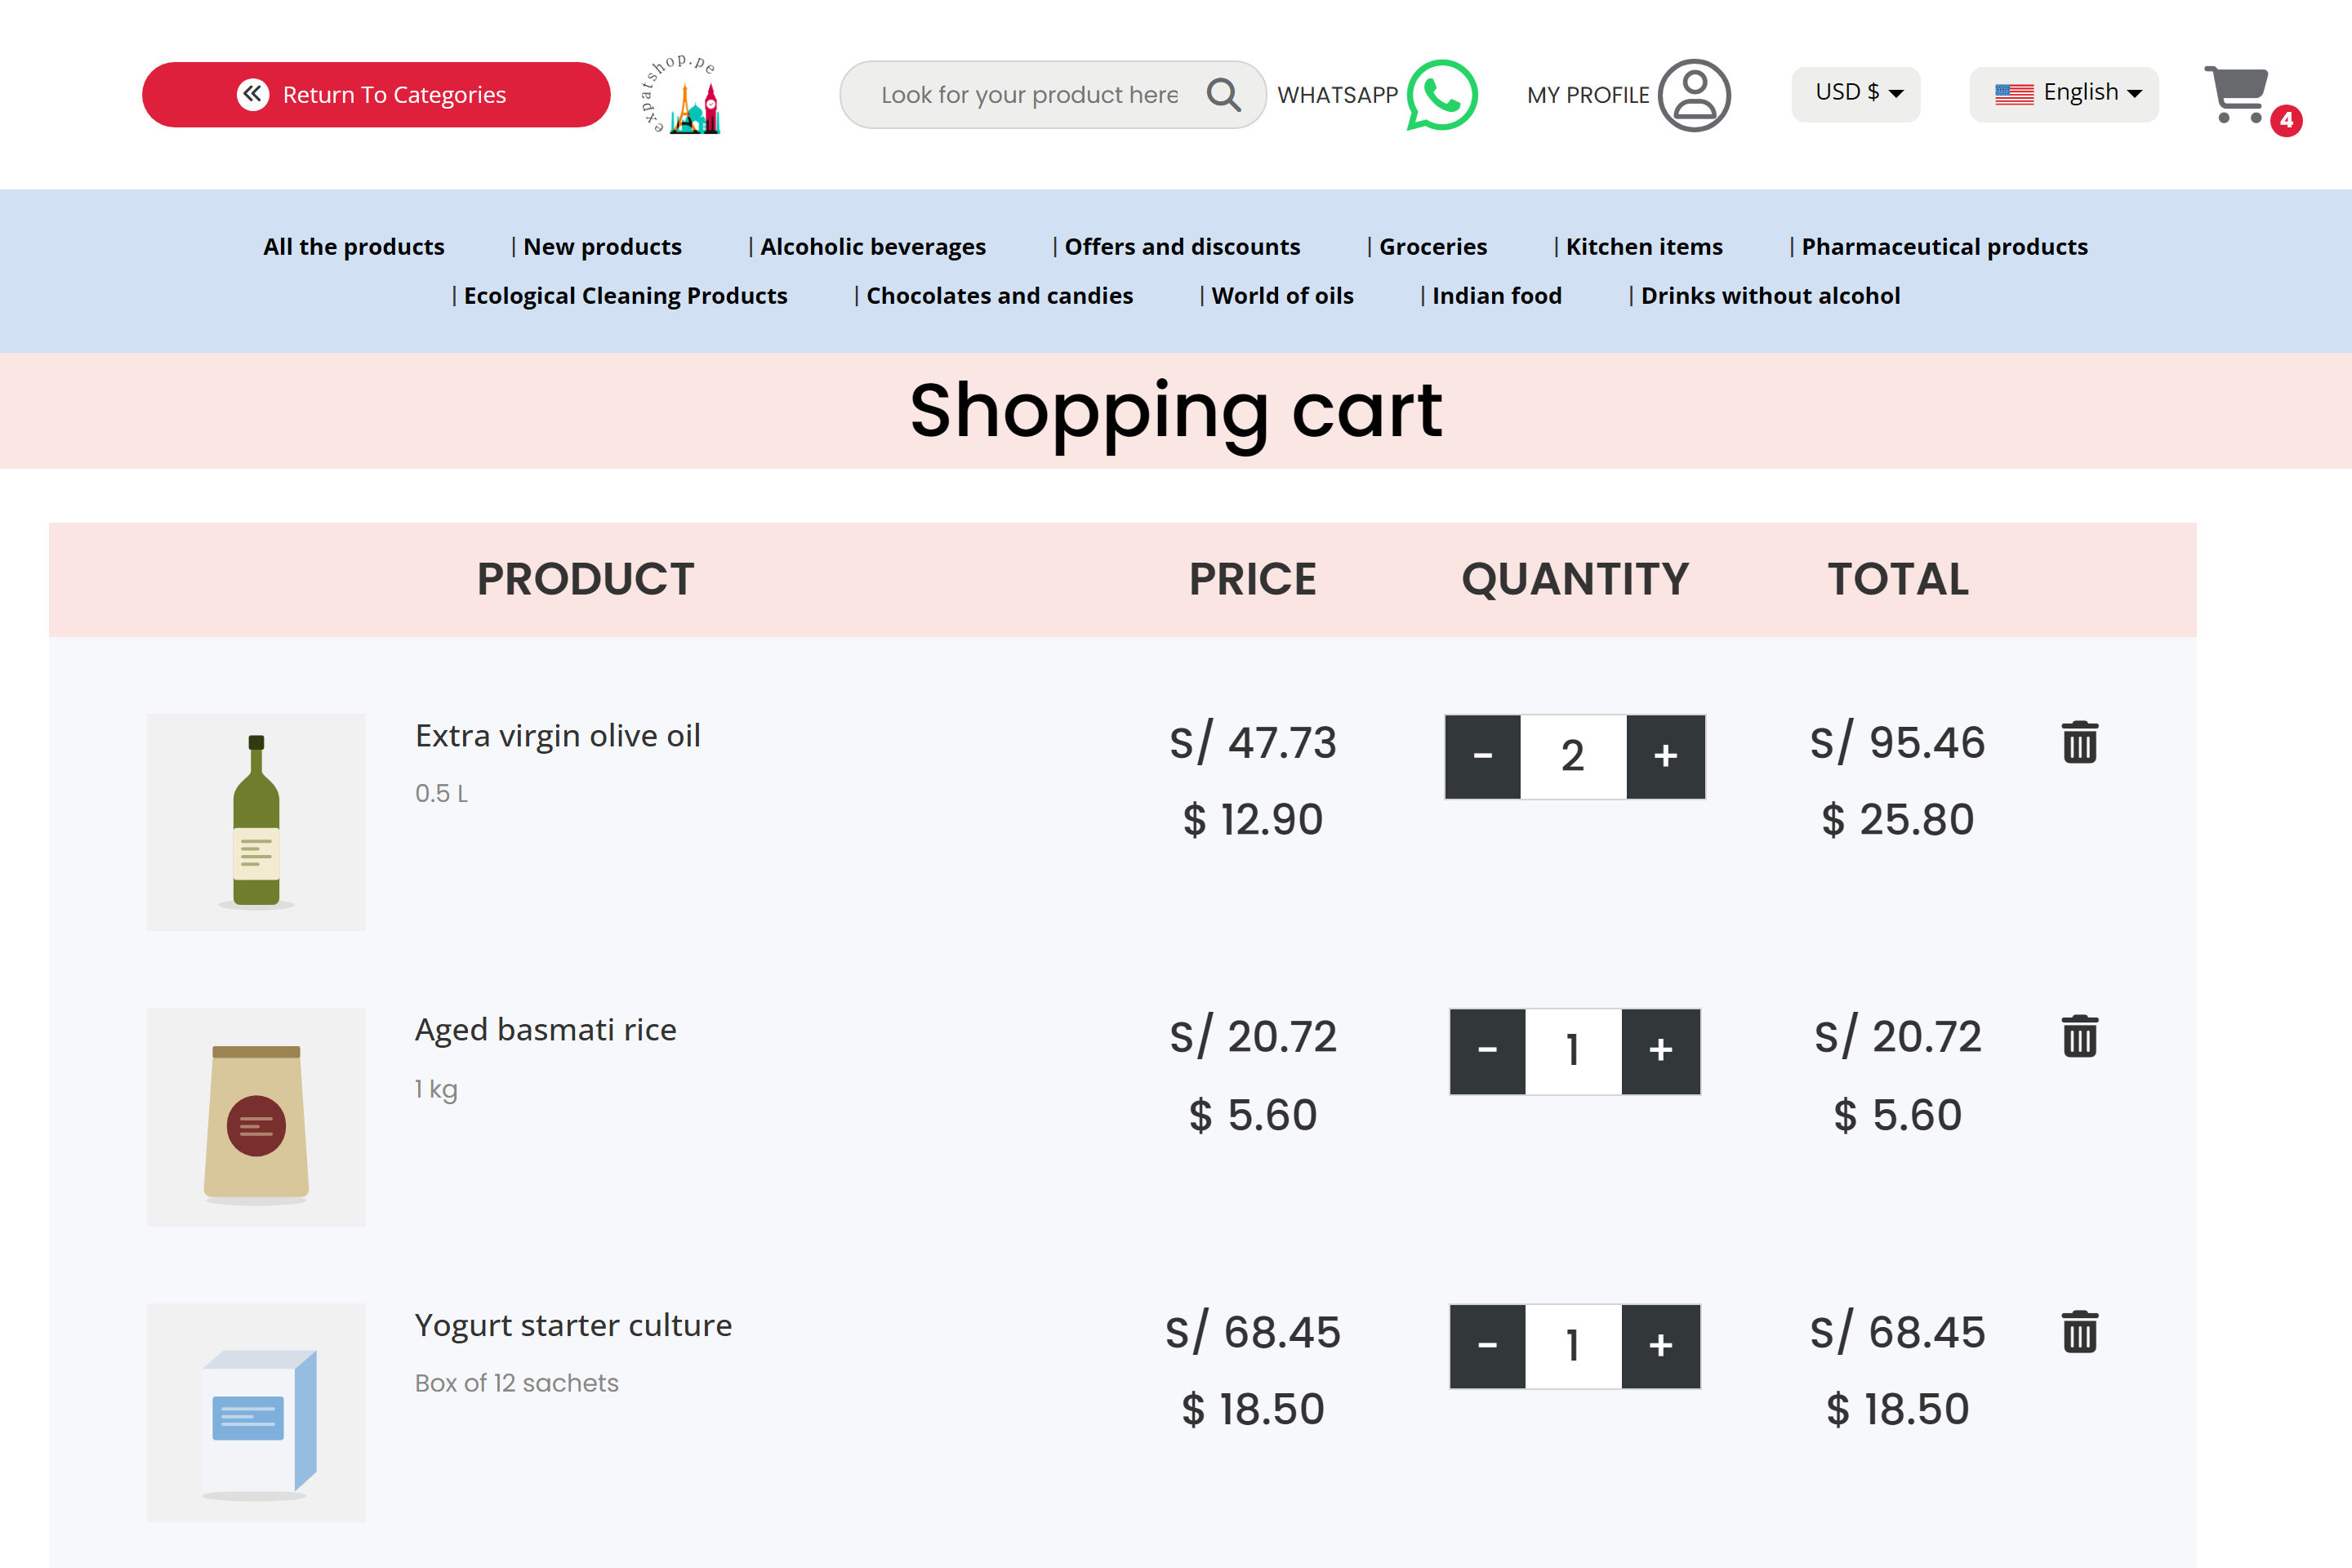 Return To Categories
expatshop.pe
Look for your product here
WHATSAPP
MY PROFILE
USD $
English
4
All the products | New products | Alcoholic beverages | Offers and discounts | Groceries | Kitchen items | Pharmaceutical products
| Ecological Cleaning Products | Chocolates and candies | World of oils | Indian food | Drinks without alcohol
Shopping cart
PRODUCT PRICE QUANTITY TOTAL
Extra virgin olive oil S/ 47.73 - 2 + S/ 95.46
0.5 L $ 12.90 $ 25.80
Aged basmati rice S/ 20.72 - 1 + S/ 20.72
1 kg $ 5.60 $ 5.60
Yogurt starter culture S/ 68.45 - 1 + S/ 68.45
Box of 12 sachets $ 18.50 $ 18.50